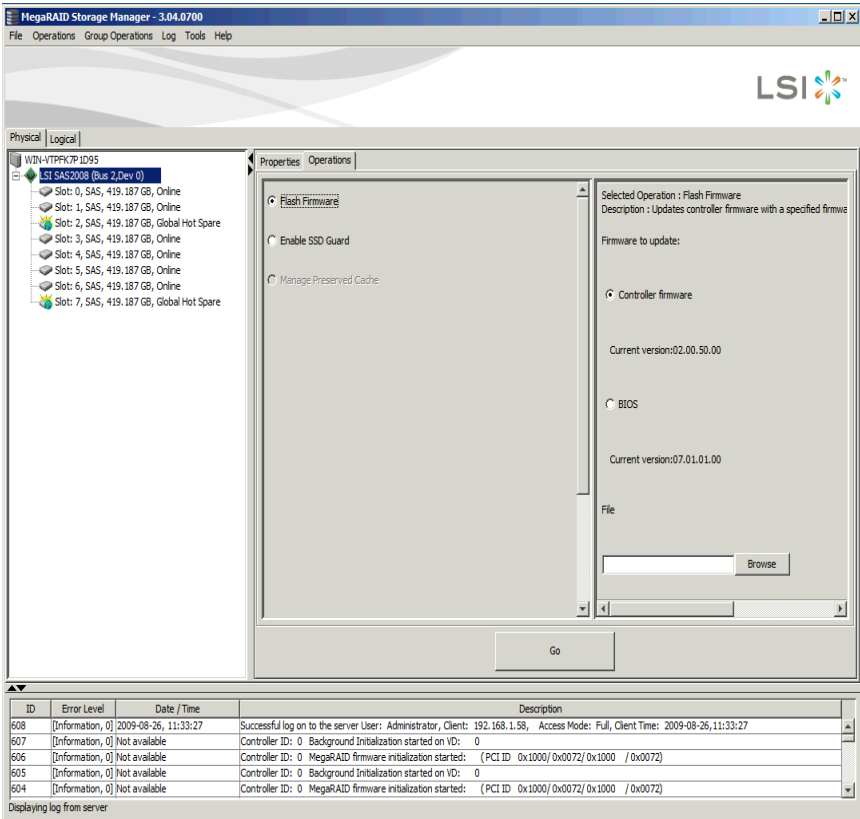 MegaRAID Storage Manager - 3.04.0700
File Operations Group Operations Log Tools Help
LSI
Physical Logical
WIN-VTPFK7P1D95
LSI SAS2008 (Bus 2,Dev 0)
Slot: 0, SAS, 419.187 GB, Online
Slot: 1, SAS, 419.187 GB, Online
Slot: 2, SAS, 419.187 GB, Global Hot Spare
Slot: 3, SAS, 419.187 GB, Online
Slot: 4, SAS, 419.187 GB, Online
Slot: 5, SAS, 419.187 GB, Online
Slot: 6, SAS, 419.187 GB, Online
Slot: 7, SAS, 419.187 GB, Global Hot Spare
Properties Operations
Flash Firmware
Enable SSD Guard
Manage Preserved Cache
Selected Operation : Flash Firmware
Description : Updates controller firmware with a specified firmwa
Firmware to update:
Controller firmware
Current version:02.00.50.00
BIOS
Current version:07.01.01.00
File
Browse
Go
ID Error Level Date / Time Description
608 [Information, 0] 2009-08-26, 11:33:27 Successful log on to the server User: Administrator, Client: 192.168.1.58, Access Mode: Full, Client Time: 2009-08-26,11:33:27
607 [Information, 0] Not available Controller ID: 0 Background Initialization started on VD: 0
606 [Information, 0] Not available Controller ID: 0 MegaRAID firmware initialization started: (PCI ID 0x1000/0x0072/0x1000 /0x0072)
605 [Information, 0] Not available Controller ID: 0 Background Initialization started on VD: 0
604 [Information, 0] Not available Controller ID: 0 MegaRAID firmware initialization started: (PCI ID 0x1000/0x0072/0x1000 /0x0072)
Displaying log from server